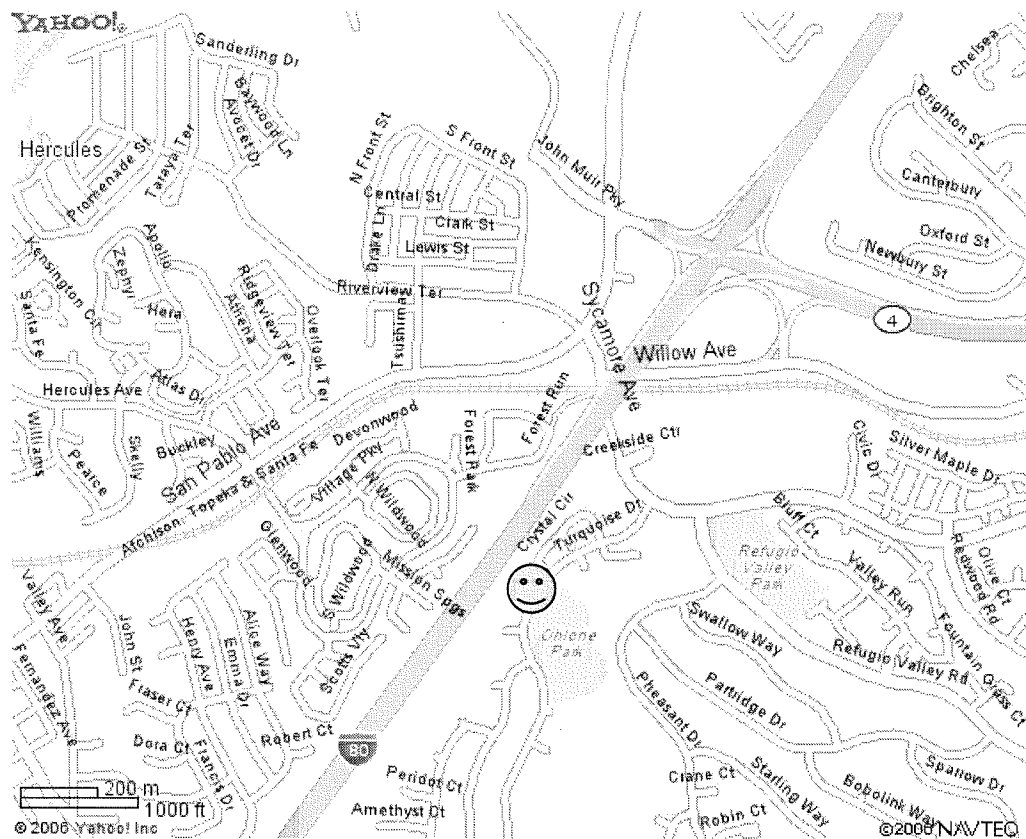 YAHOO!®
Sanderling Dr
Chelsea
Baywood Ln
Avocet Dr
Brighton St
Hercules
Promenade St
Taraya Ter
N Front St
S Front St
John Muir Pky
Central St
Canterbury
Clark St
Drake Ln
Lewis St
Oxford St
Newbury St
Kensington Ct
Apollo
Zephyr
Hera
Ridgeview Ter
Athena
Riverview Ter
Tsushima
Overlook Ter
Sycamore Ave
4
Santa Fe
Willow Ave
Hercules Ave
Atlas Dr
Williams
Pearce
Skelly
Buckley
San Pablo Ave
Atchison Topeka & Santa Fe
Devonwood
Village Pky
N Wildwood
Forest Park
Forest Run
Creekside Ctr
Civic Dr
Silver Maple Dr
Crystal Cir
Turquoise Dr
Bluff Ct
Refugio
Valley
Park
Valley Run
Redwood Rd
Olive Ct
Glenwood
S Wildwood
Mission Spgs
Valley Ave
John St
Henry Ave
Emma Dr
Alice Way
Scotts Vly
Ohlone
Park
Swallow Way
Refugio Valley Rd
Fountain Grass Ct
Fernandez Ave
Fraser Ct
Dora Ct
Francis Dr
Robert Ct
80
Partridge Dr
Pheasant Dr
Peridot Ct
Amethyst Ct
Crane Ct
Robin Ct
Starling Way
Bobolink Way
Sparrow Dr
200 m
1000 ft
© 2006 Yahoo! Inc
©2006 NAVTEQ